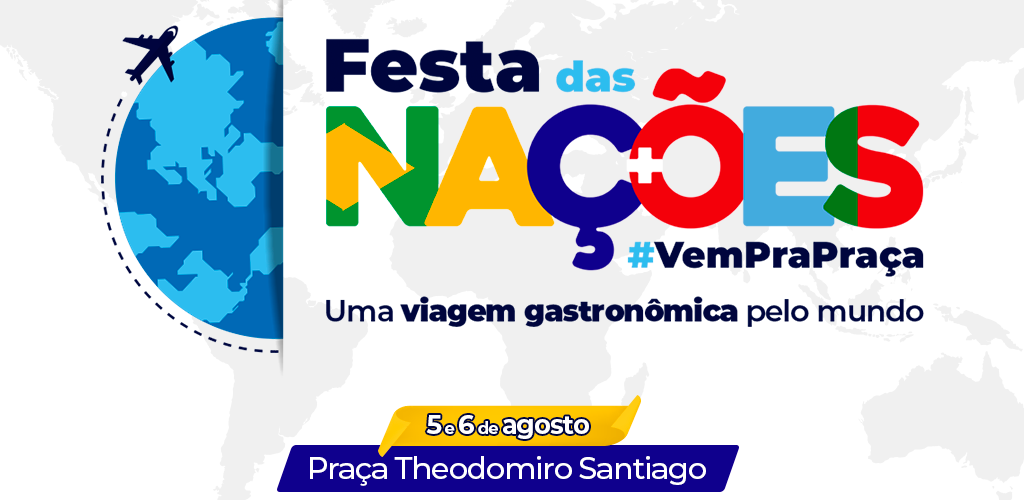 Festa das
NAÇÕES
#VemPraPraça
Uma viagem gastronômica pelo mundo
5 e 6 de agosto
Praça Theodomiro Santiago